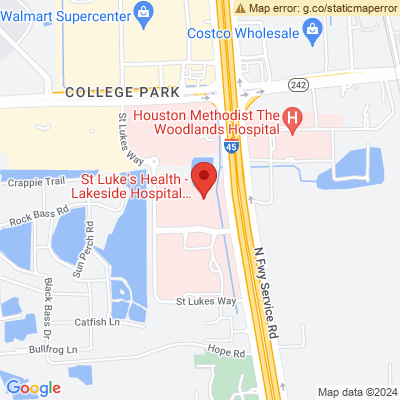 Map error: g.co/staticmaperror
Walmart Supercenter
Costco Wholesale
242
COLLEGE PARK
Houston Methodist The
Woodlands Hospital
H
St Lukes Way
45
Crappie Trail
St Luke's Health -
Lakeside Hospital...
Rock Bass Rd
Sun Perch Rd
N Fwy Service Rd
Black Bass Dr
St Lukes Way
Catfish Ln
Bullfrog Ln
Hope Rd
45
Google
Map data ©2024